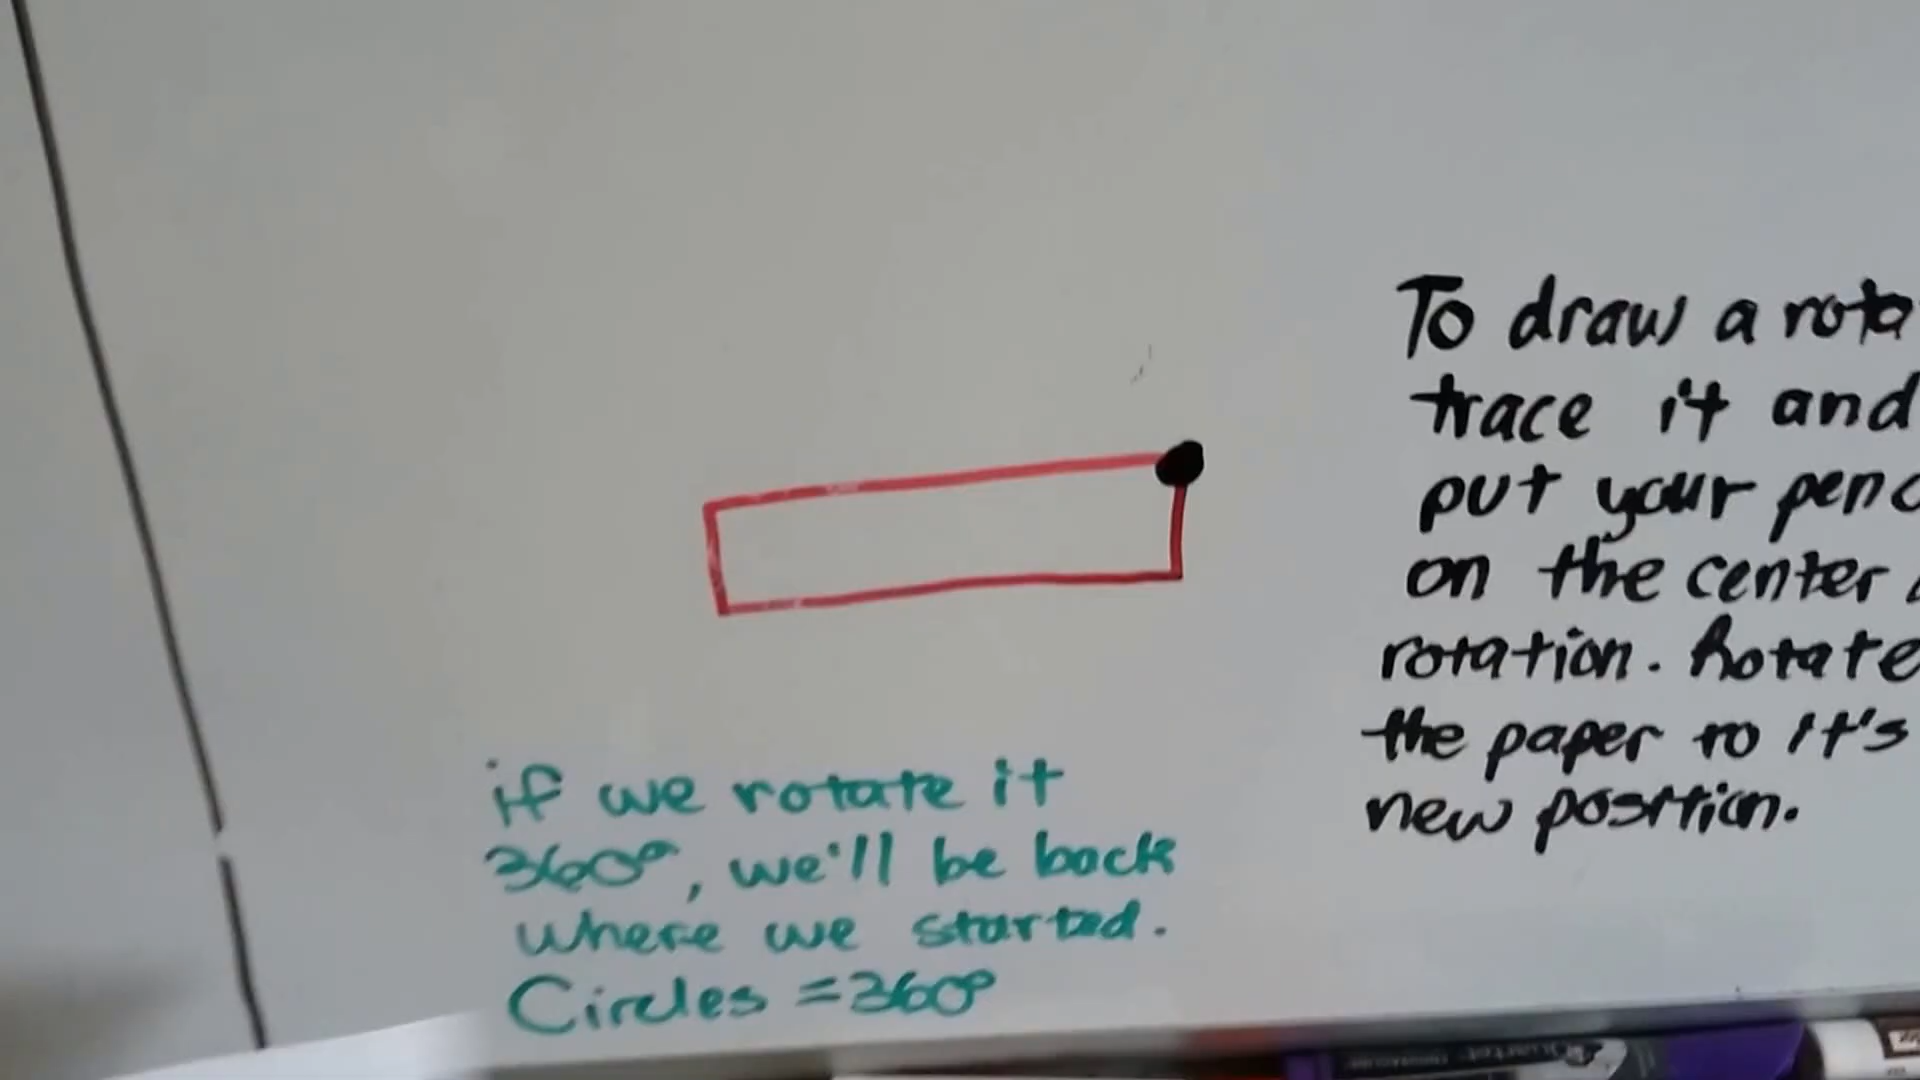 if we rotate it
360°, we'll be back
where we started.
Circles = 360°
To draw a rota
trace it and
put your penc
on the center
rotation. Rotate
the paper to it's
new position.